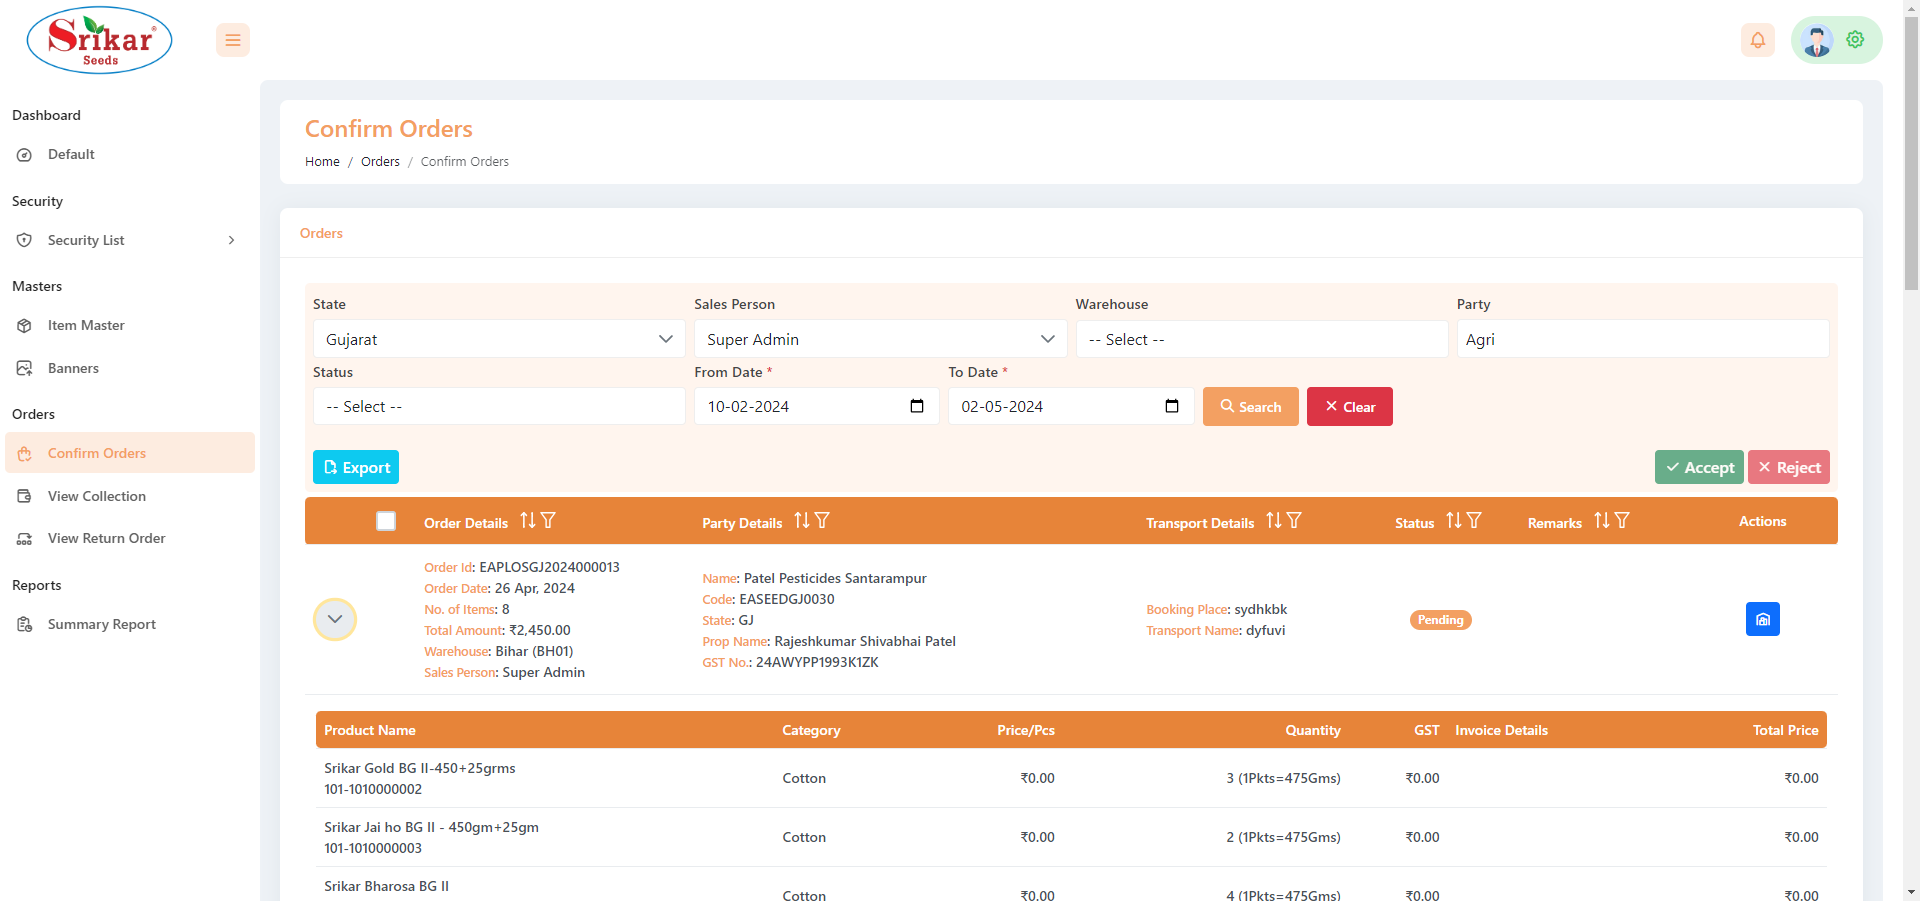 Srikar®
Seeds
Dashboard
Default
Security
Security List
Masters
Item Master
Banners
Orders
Confirm Orders
View Collection
View Return Order
Reports
Summary Report
Confirm Orders
Home / Orders / Confirm Orders
Orders
State Sales Person Warehouse Party
Gujarat Super Admin -- Select -- Agri
Status From Date * To Date *
-- Select -- 10-02-2024 02-05-2024 Search Clear
Export Accept Reject
Order Details Party Details Transport Details Status Remarks Actions
Order Id: EAPLOSGJ2024000013
Order Date: 26 Apr, 2024
No. of Items: 8
Total Amount: ₹2,450.00
Warehouse: Bihar (BH01)
Sales Person: Super Admin
Name: Patel Pesticides Santarampur
Code: EASEEDGJ0030
State: GJ
Prop Name: Rajeshkumar Shivabhai Patel
GST No.: 24AWYPP1993K1ZK
Booking Place: sydhkbk
Transport Name: dyfuvi
Pending
Product Name Category Price/Pcs Quantity GST Invoice Details Total Price
Srikar Gold BG II-450+25grms
101-1010000002
Cotton ₹0.00 3 (1Pkts=475Gms) ₹0.00 ₹0.00
Srikar Jai ho BG II - 450gm+25gm
101-1010000003
Cotton ₹0.00 2 (1Pkts=475Gms) ₹0.00 ₹0.00
Srikar Bharosa BG II
Cotton ₹0.00 4 (1Pkts=475Gms) ₹0.00 ₹0.00